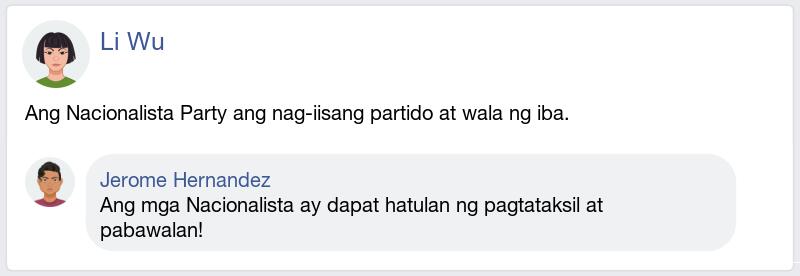 Li Wu
Ang Nacionalista Party ang nag-iisang partido at wala ng iba.
Jerome Hernandez
Ang mga Nacionalista ay dapat hatulan ng pagtataksil at
pabawalan!